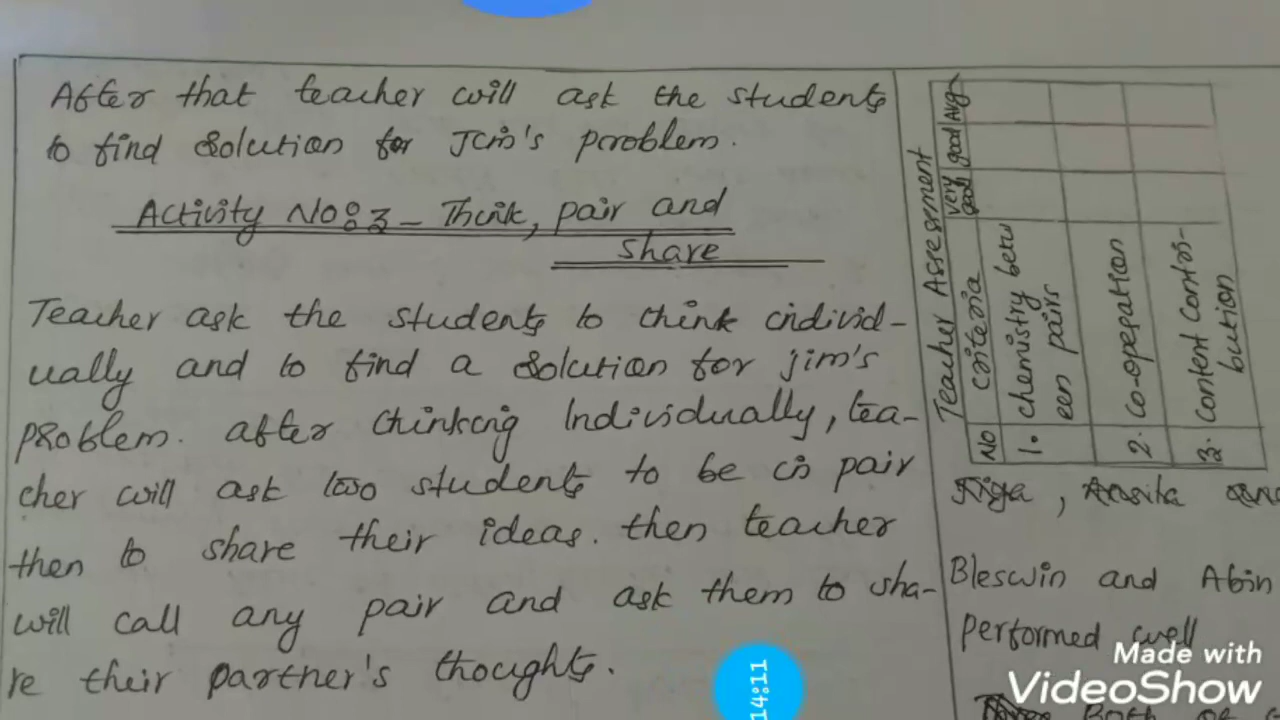 After that teacher will ask the students
to find solution for Jim's problem.
Activity No: 3 - Think, pair and
share
Teacher ask the students to think individ-
ually and to find a solution for jim's
problem. after thinking Individually, tea-
cher will ask two students to be in pair
then to share their ideas. then teacher
will call any pair and ask them to sha-
re their partner's thoughts.
Teacher Assessment
No criteria very good good Avg
1. chemistry betw
een pairs
2. co-operation
3. content contri-
bution
Bleswin and Abin
performed well
Both of
14:11
Made with
VideoShow